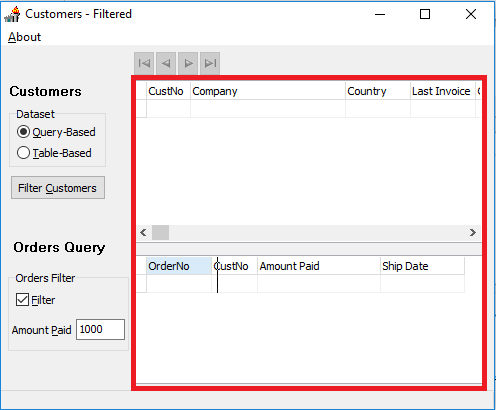 Customers - Filtered
About
Customers
CustNo Company Country Last Invoice
Dataset
Query-Based
Table-Based
Filter Customers
Orders Query
OrderNo CustNo Amount Paid Ship Date
Orders Filter
Filter
Amount Paid 1000